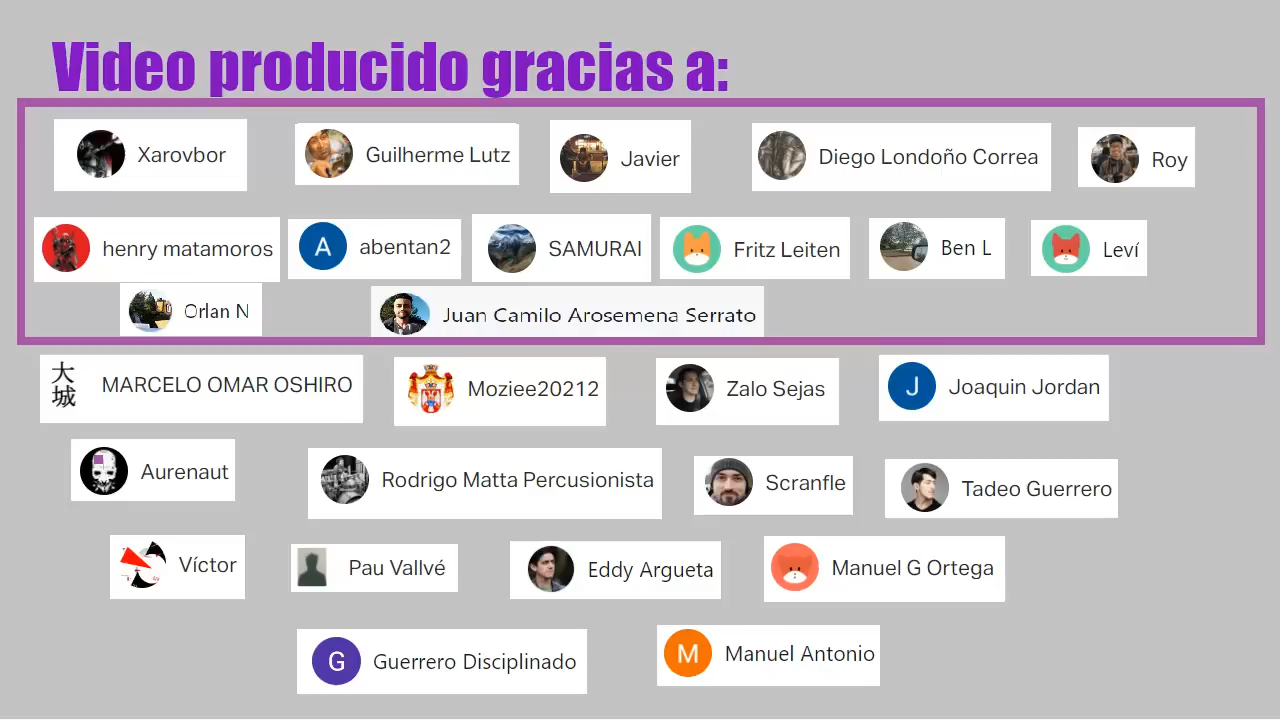 Video producido gracias a:
Xarovbor
Guilherme Lutz
Javier
Diego Londoño Correa
Roy
henry matamoros
A
abentan2
SAMURAI
Fritz Leiten
Ben L
Leví
Orlan N
Juan Camilo Arosemena Serrato
大
城
MARCELO OMAR OSHIRO
Moziee20212
Zalo Sejas
J
Joaquin Jordan
Aurenaut
Rodrigo Matta Percusionista
Scranfle
Tadeo Guerrero
Víctor
Pau Vallvé
Eddy Argueta
Manuel G Ortega
G
Guerrero Disciplinado
M
Manuel Antonio